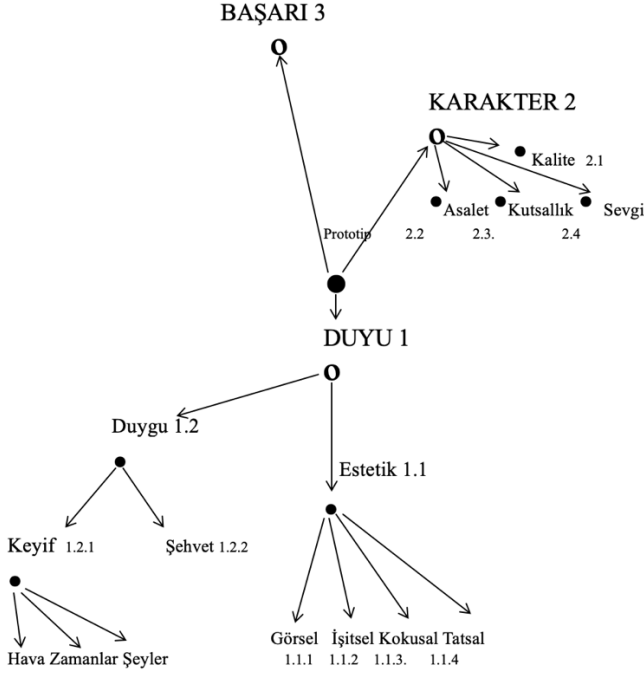 BAŞARI 3
KARAKTER 2
Kalite 2.1
Asalet Kutsallık Sevgi
Prototip 2.2 2.3. 2.4
DUYU 1
Duygu 1.2
Estetik 1.1
Keyif 1.2.1 Şehvet 1.2.2
Görsel İşitsel Kokusal Tatsal
1.1.1 1.1.2 1.1.3. 1.1.4
Hava Zamanlar Şeyler